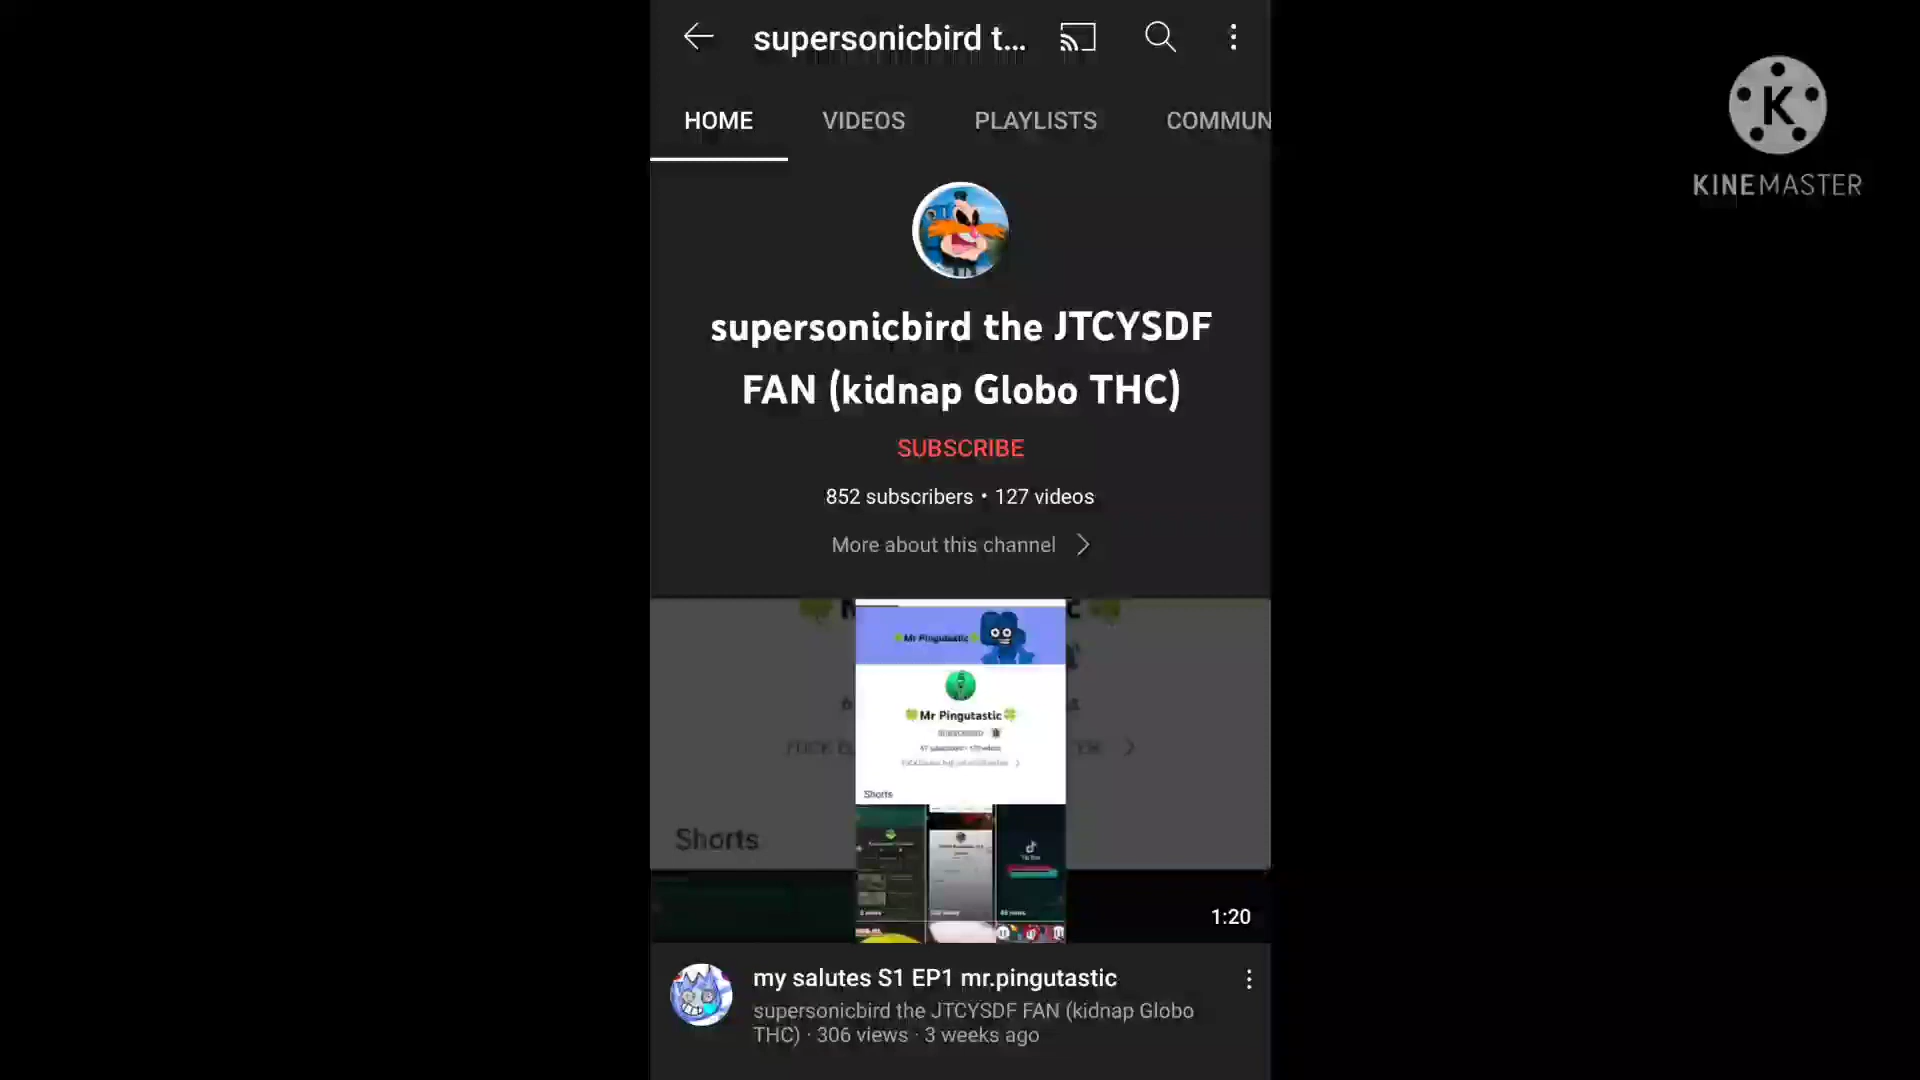 supersonicbird t...
HOME VIDEOS PLAYLISTS COMMUN
K
KINEMASTER
supersonicbird the JTCYSDF
FAN (kidnap Globo THC)
SUBSCRIBE
852 subscribers • 127 videos
More about this channel
Mr Pingutastic
Mr Pingutastic
Shorts
Shorts
1:20
my salutes S1 EP1 mr.pingutastic
supersonicbird the JTCYSDF FAN (kidnap Globo
THC) · 306 views · 3 weeks ago